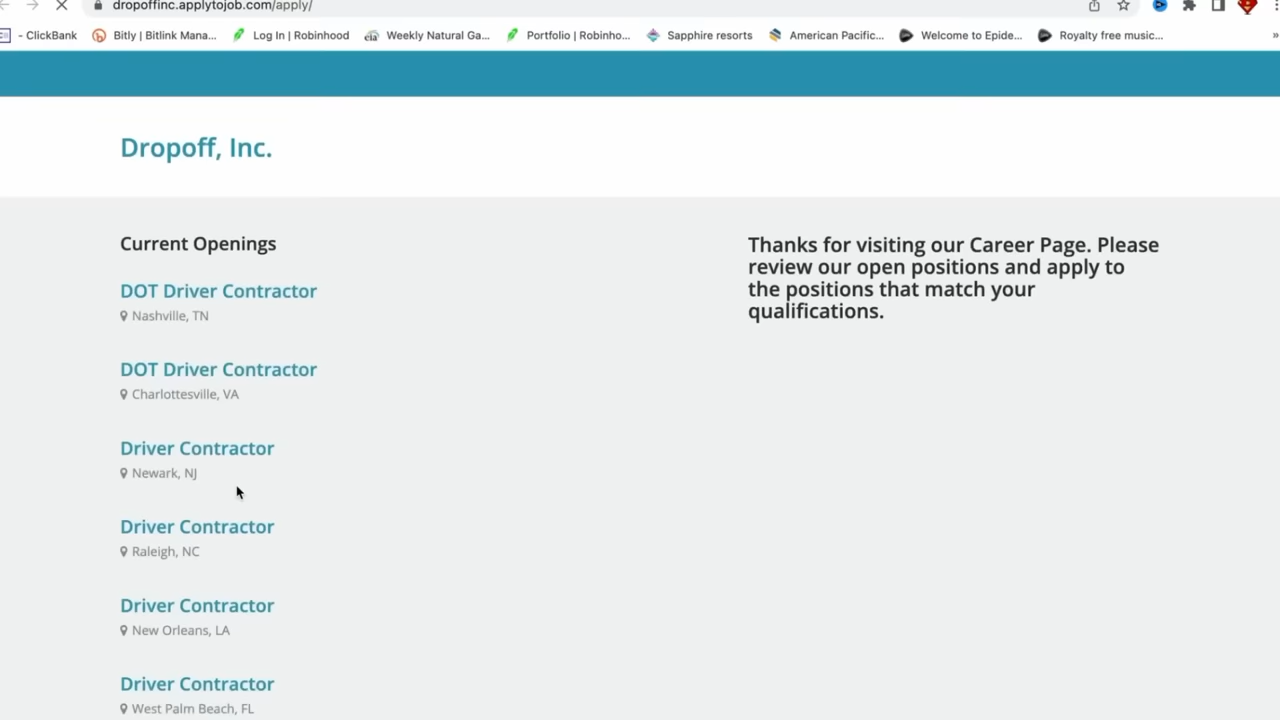 dropoffinc.applytojob.com/apply/
- ClickBank
Bitly | Bitlink Mana...
Log In | Robinhood
eia
Weekly Natural Ga...
Portfolio | Robinho...
Sapphire resorts
American Pacific...
Welcome to Epide...
Royalty free music...
»
Dropoff, Inc.
Current Openings
DOT Driver Contractor
Nashville, TN
DOT Driver Contractor
Charlottesville, VA
Driver Contractor
Newark, NJ
Driver Contractor
Raleigh, NC
Driver Contractor
New Orleans, LA
Driver Contractor
West Palm Beach, FL
Thanks for visiting our Career Page. Please
review our open positions and apply to
the positions that match your
qualifications.